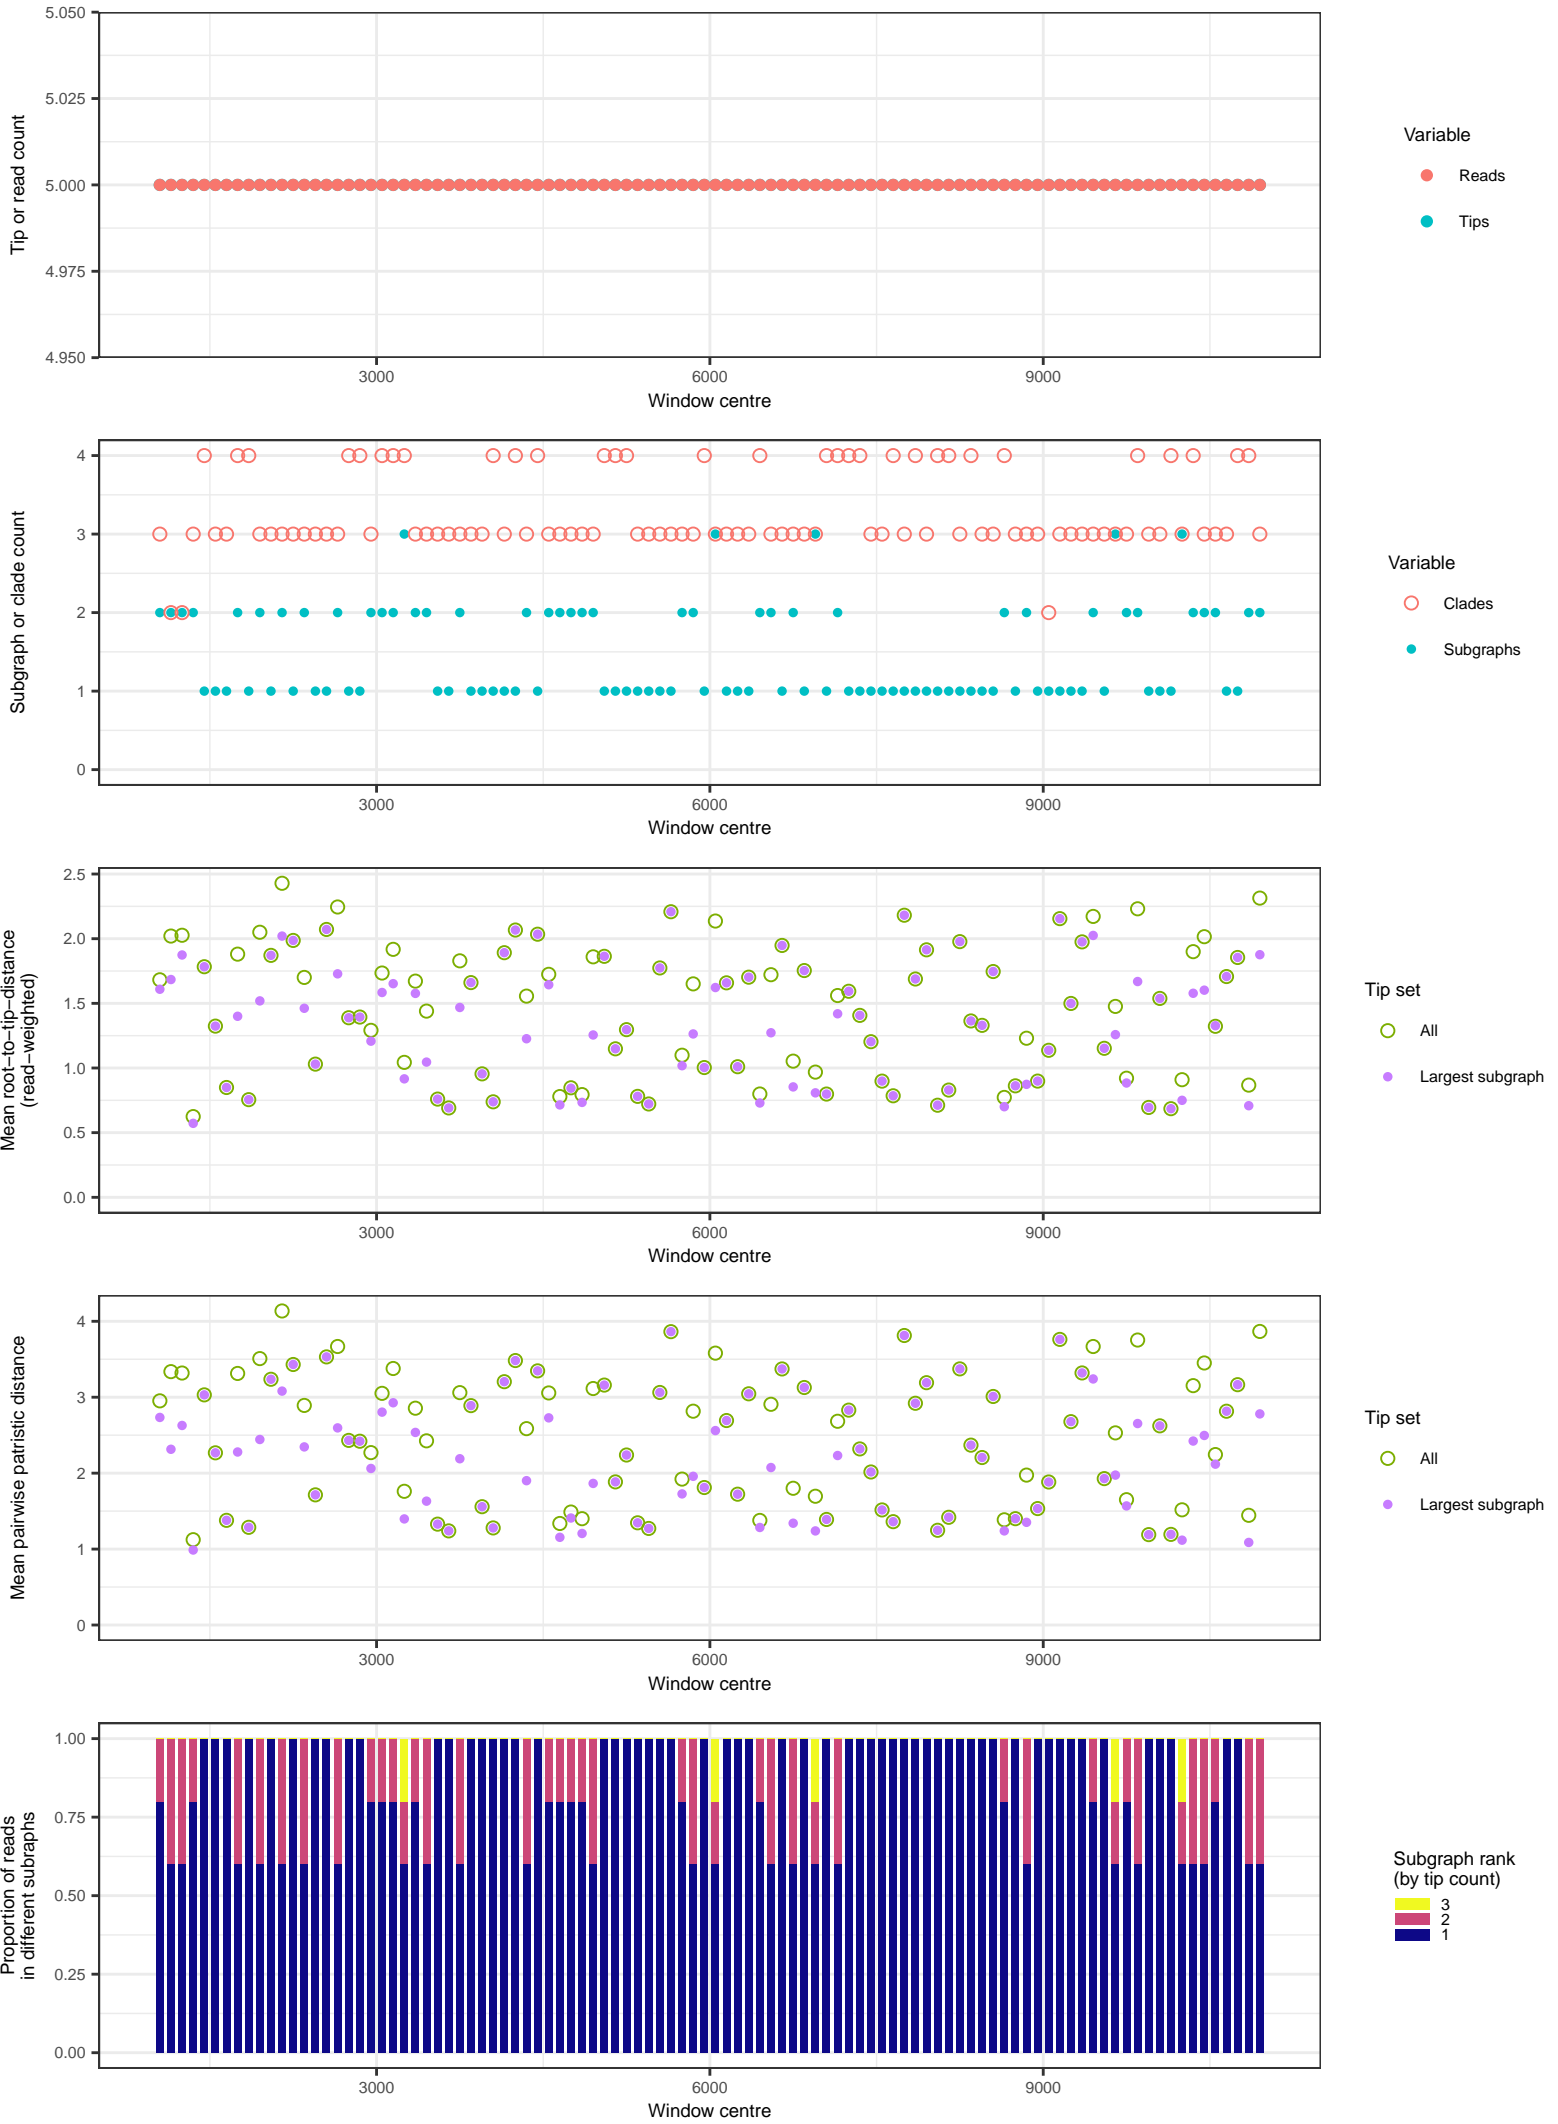 5.050
5.025
5.000
4.975
4.950
Tip or read count
3000
6000
9000
Window centre
Variable
Reads
Tips
4
3
2
1
0
Subgraph or clade count
3000
6000
9000
Window centre
Variable
Clades
Subgraphs
2.5
2.0
1.5
1.0
0.5
0.0
Mean root−to−tip−distance
(read−weighted)
3000
6000
9000
Window centre
Tip set
All
Largest subgraph
4
3
2
1
0
Mean pairwise patristic distance
3000
6000
9000
Window centre
Tip set
All
Largest subgraph
1.00
0.75
0.50
0.25
0.00
Proportion of reads
in different subraphs
3000
6000
9000
Window centre
Subgraph rank
(by tip count)
3
2
1